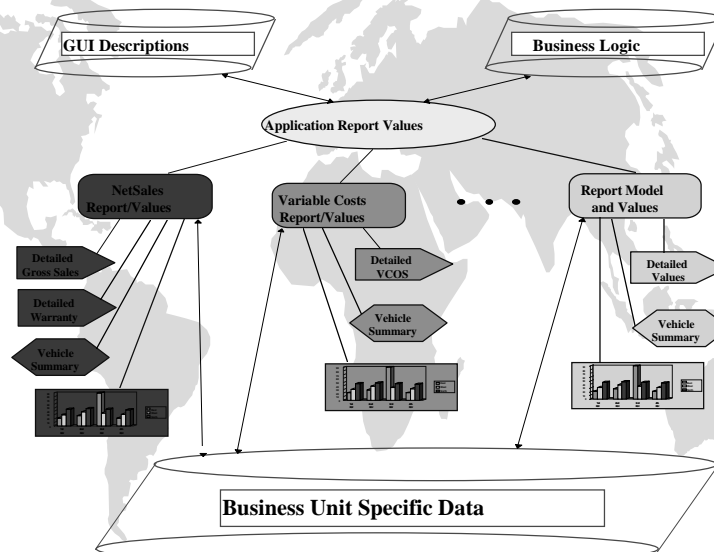 GUI Descriptions
Business Logic
Application Report Values
NetSales
Report/Values
Variable Costs
Report/Values
Report Model
and Values
Detailed
Gross Sales
Detailed
VCOS
Detailed
Values
Detailed
Warranty
Vehicle
Summary
Vehicle
Summary
Vehicle
Summary
Business Unit Specific Data